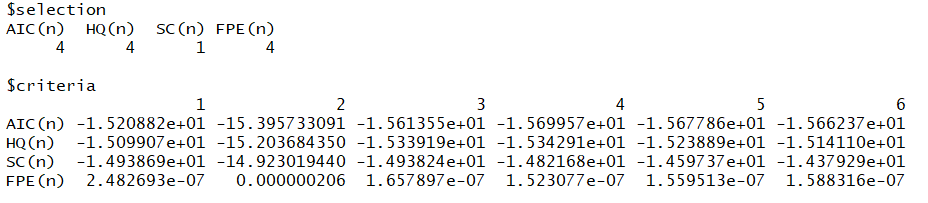 $selection
AIC(n)  HQ(n)  SC(n) FPE(n)
     4      4      1      4
$criteria
                   1             2             3             4             5             6
AIC(n) -1.520882e+01 -15.395733091 -1.561355e+01 -1.569957e+01 -1.567786e+01 -1.566237e+01
HQ(n)  -1.509907e+01 -15.203684350 -1.533919e+01 -1.534291e+01 -1.523889e+01 -1.514110e+01
SC(n)  -1.493869e+01 -14.923019440 -1.493824e+01 -1.482168e+01 -1.459737e+01 -1.437929e+01
FPE(n)  2.482693e-07   0.000000206  1.657897e-07  1.523077e-07  1.559513e-07  1.588316e-07